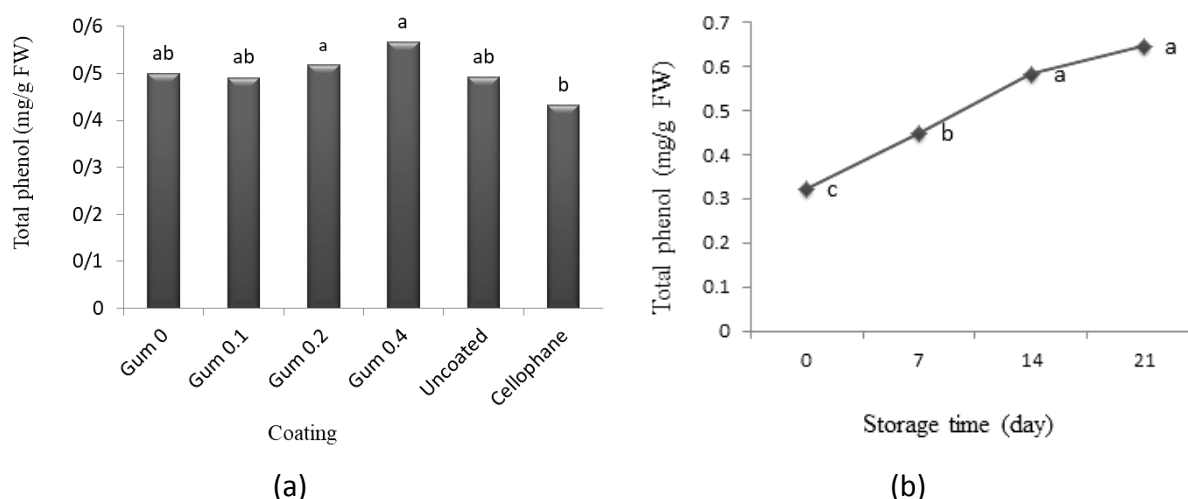 Total phenol (mg/g FW)
0/6
0/5
0/4
0/3
0/2
0/1
0
ab
ab
a
a
ab
b
Gum 0
Gum 0.1
Gum 0.2
Gum 0.4
Uncoated
Cellophane
Coating
(a)
Total phenol (mg/g FW)
0.7
0.6
0.5
0.4
0.3
0.2
0.1
0
c
b
a
a
0 7 14 21
Storage time (day)
(b)